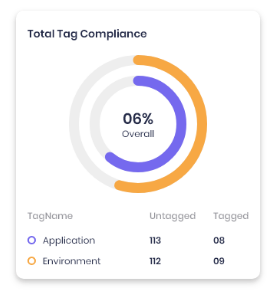 Total Tag Compliance
06%
Overall
TagName Untagged Tagged
Application 113 08
Environment 112 09